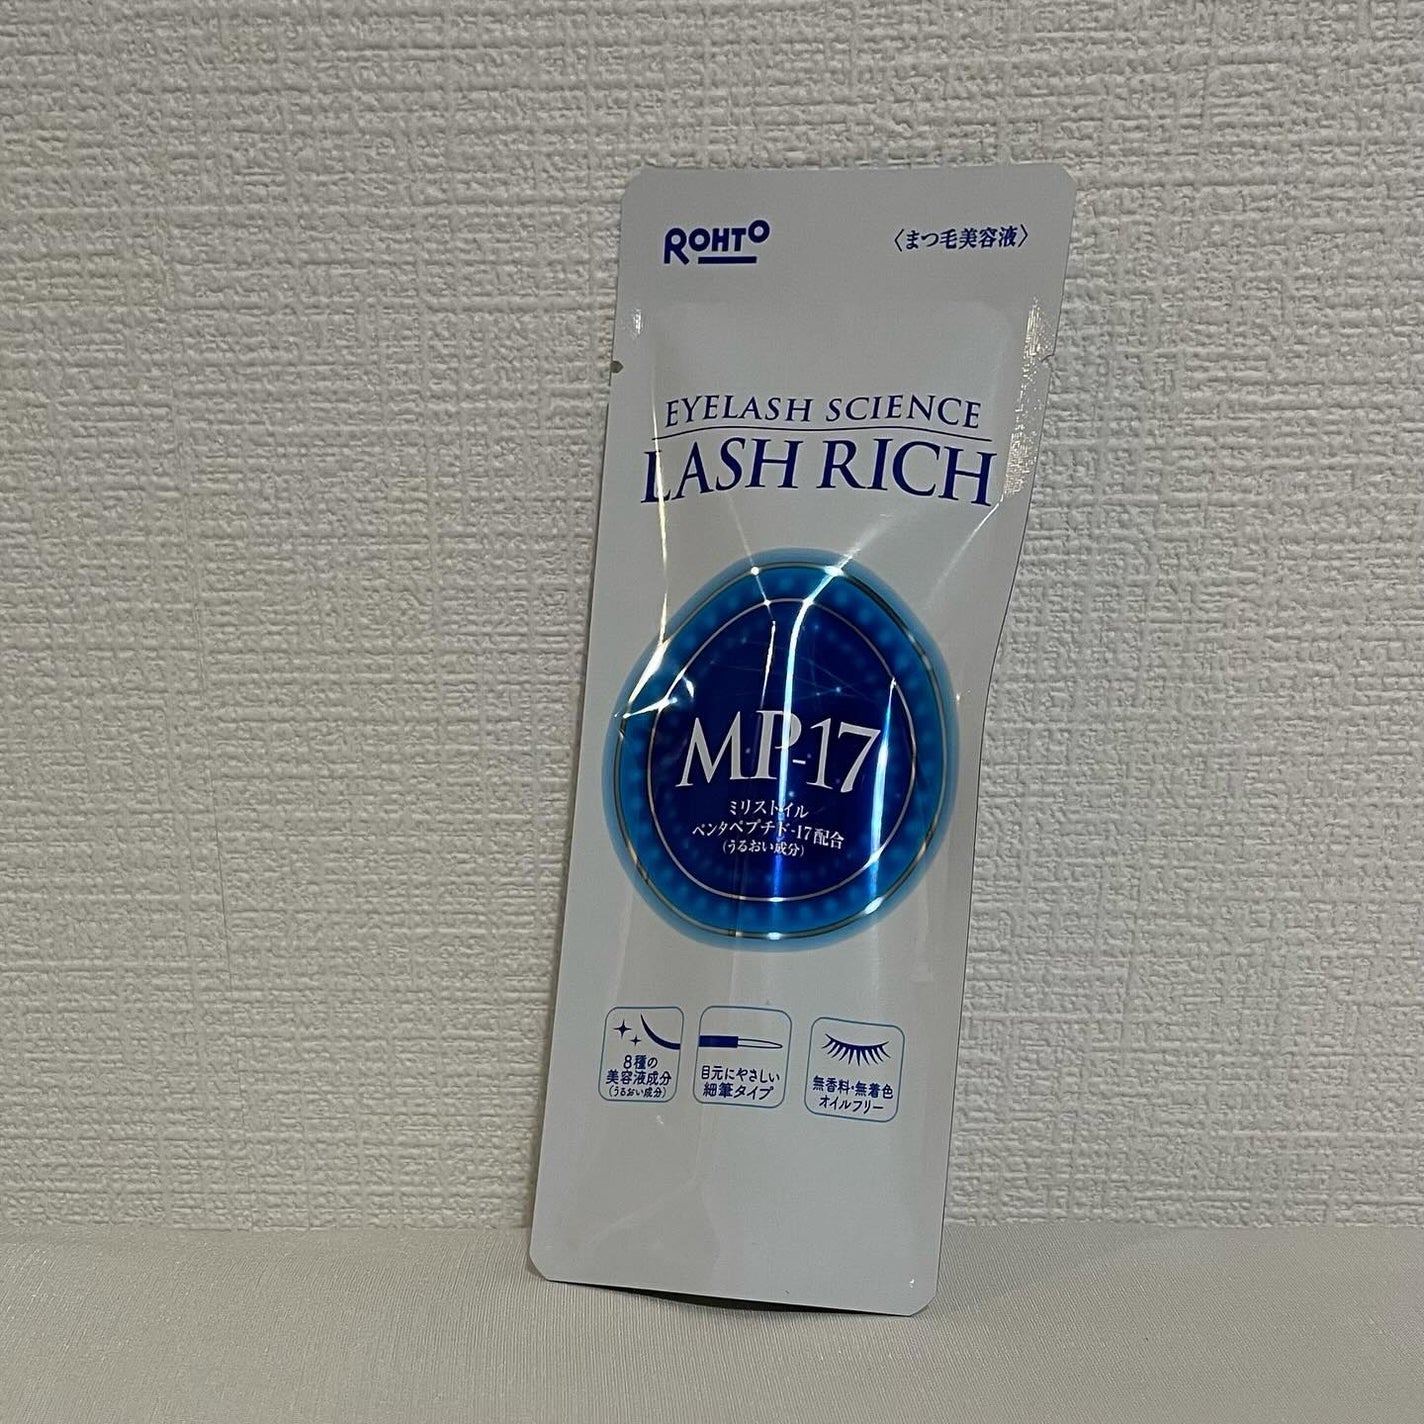 ROHTO
〈まつ毛美容液〉
EYELASH SCIENCE
LASH RICH
MP-17
ミリストイル
ペンタペプチド-17配合
(うるおい成分)
8種の
美容液成分
(うるおい成分)
目元にやさしい
細筆タイプ
無香料・無着色
オイルフリー